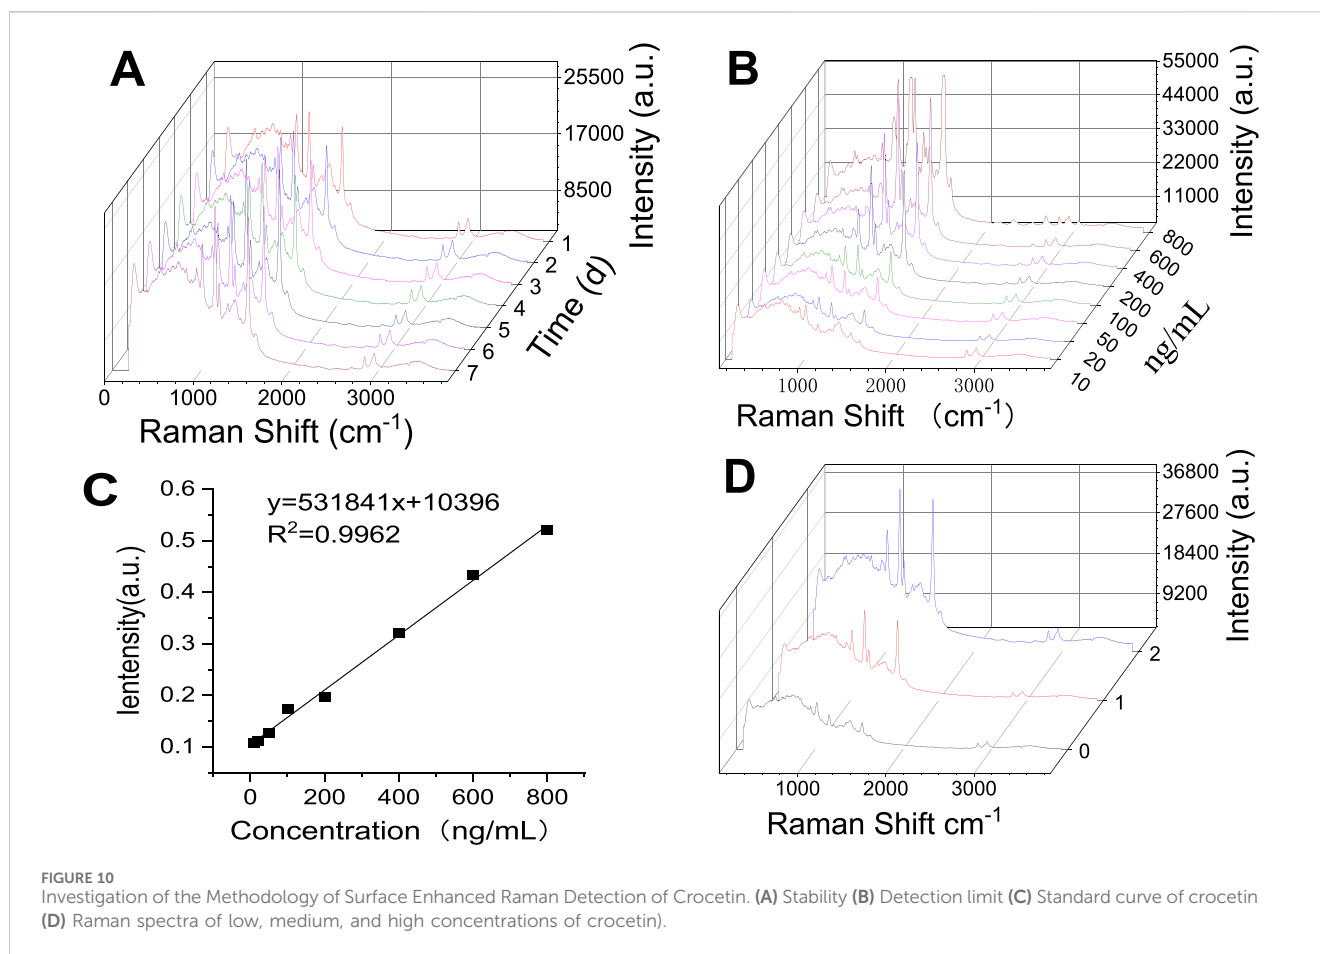 A
25500
17000
8500
Intensity (a.u.)
1
2
3
4
5
6
7
Time (d)
0
1000
2000
3000
Raman Shift (cm-1)
B
55000
44000
33000
22000
11000
Intensity (a.u.)
800
600
400
200
100
50
20
10
ng/mL
1000
2000
3000
Raman Shift （cm-1）
C
0.6
0.5
0.4
0.3
0.2
0.1
Ientensity(a.u.)
y=531841x+10396
R2=0.9962
0
200
400
600
800
Concentration（ng/mL）
D
36800
27600
18400
9200
Intensity (a.u.)
2
1
0
1000
2000
3000
Raman Shift cm-1
FIGURE 10
Investigation of the Methodology of Surface Enhanced Raman Detection of Crocetin. (A) Stability (B) Detection limit (C) Standard curve of crocetin
(D) Raman spectra of low, medium, and high concentrations of crocetin).